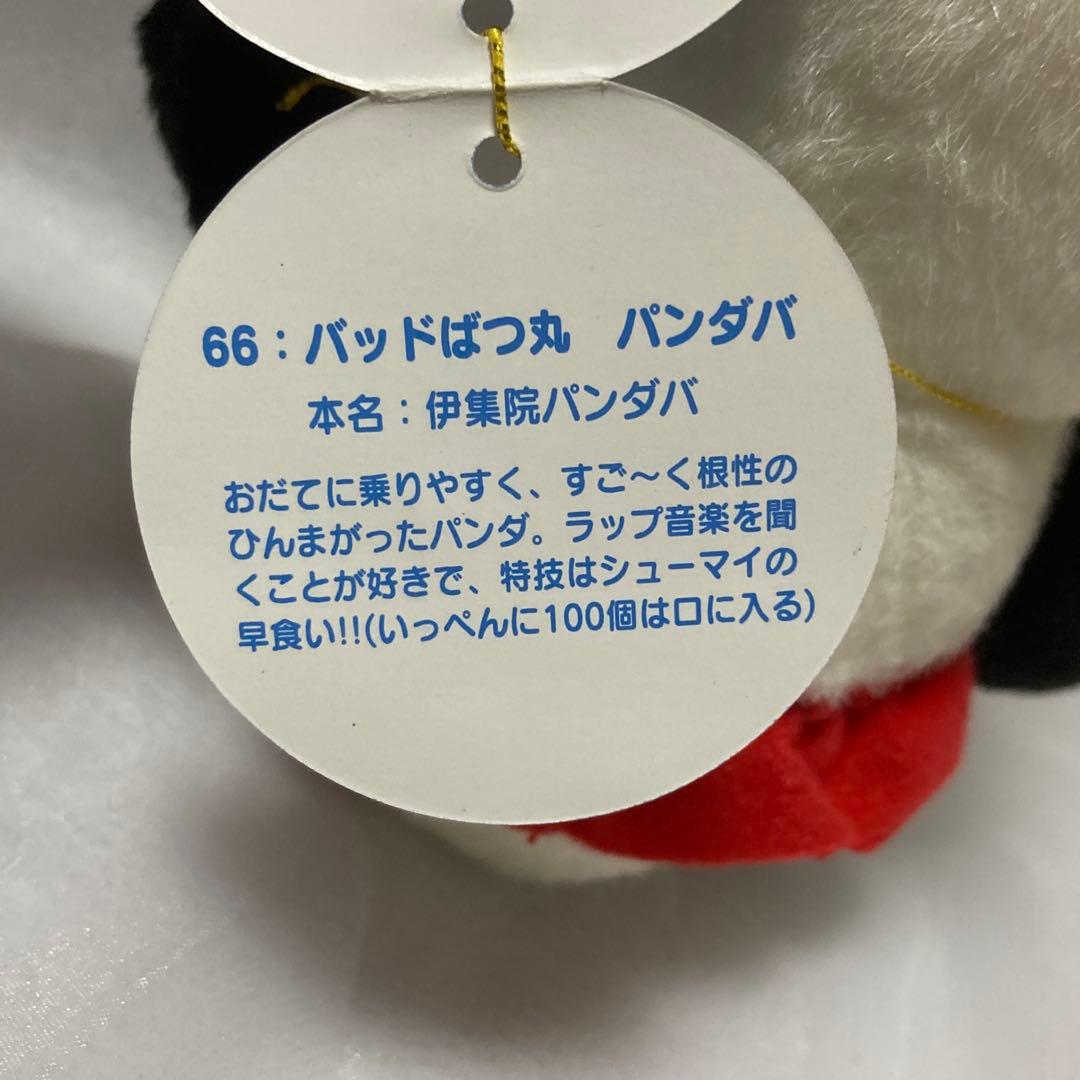 66：バッドばつ丸　パンダバ
本名：伊集院パンダバ
おだてに乗りやすく、すご～く根性の
ひんまがったパンダ。ラップ音楽を聞
くことが好きで、特技はシューマイの
早食い!!(いっぺんに100個は口に入る)